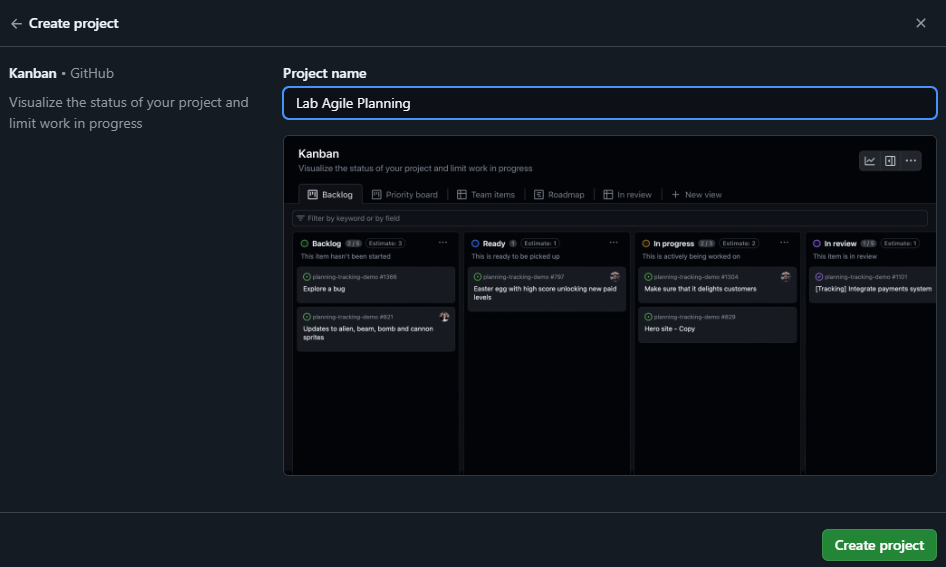 Create project
Kanban • GitHub
Visualize the status of your project and
limit work in progress
Project name
Lab Agile Planning
Kanban
Visualize the status of your project and limit work in progress
Backlog
Priority board
Team items
Roadmap
In review
+ New view
Filter by keyword or by field
Backlog 2 / 5 Estimate: 3
This item hasn't been started
planning-tracking-demo #1366
Explore a bug
planning-tracking-demo #821
Updates to alien, beam, bomb and cannon
sprites
Ready 1 Estimate: 1
This is ready to be picked up
planning-tracking-demo #797
Easter egg with high score unlocking new paid
levels
In progress 2 / 3 Estimate: 2
This is actively being worked on
planning-tracking-demo #1304
Make sure that it delights customers
planning-tracking-demo #829
Hero site - Copy
In review 1 / 5 Estimate: 1
This item is in review
planning-tracking-demo #1101
[Tracking] Integrate payments system
Create project